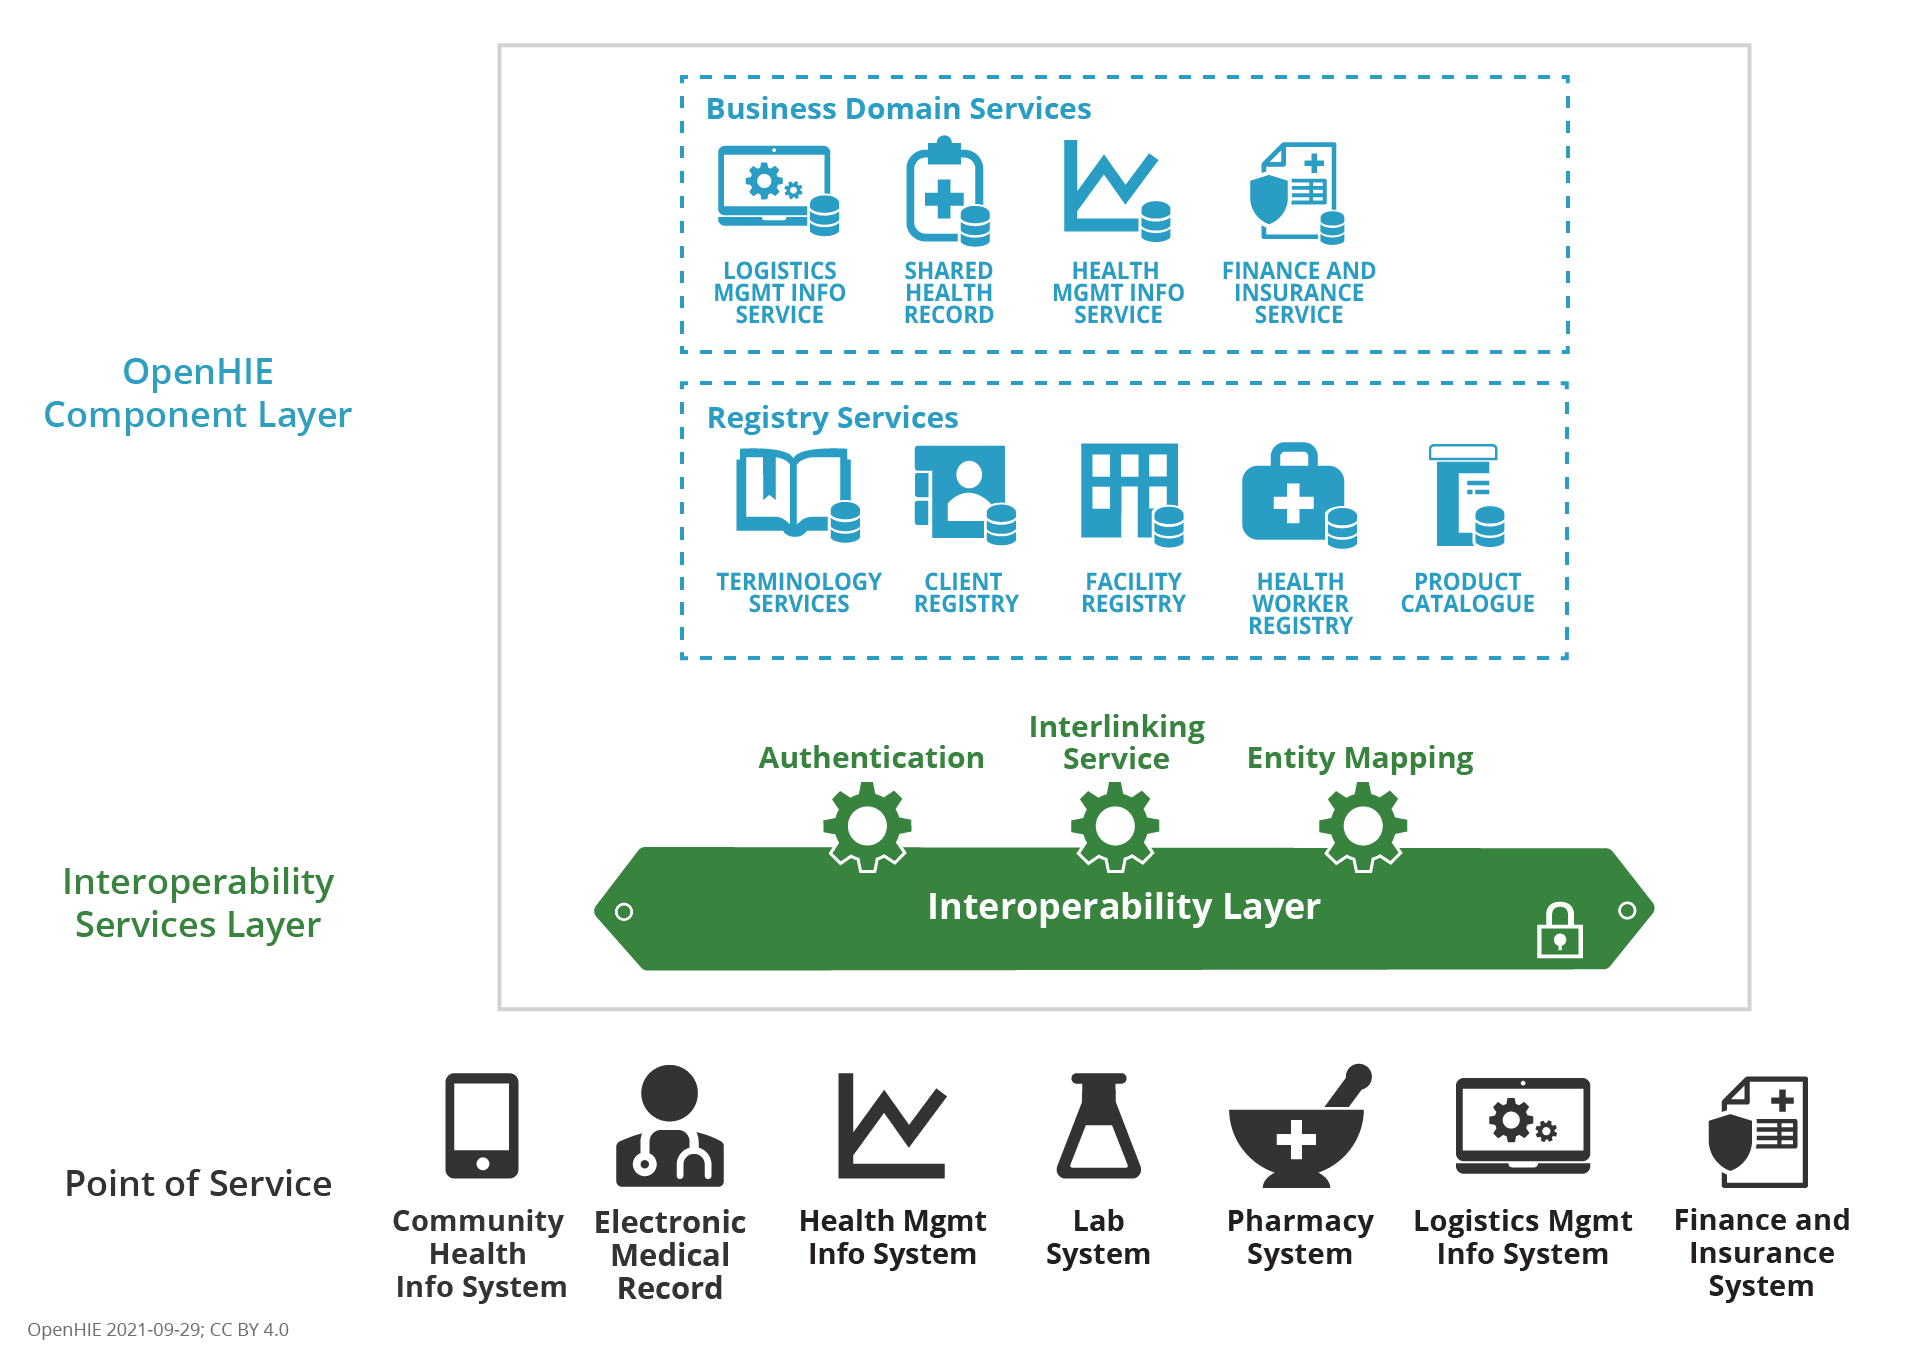 Business Domain Services
LOGISTICS
MGMT INFO
SERVICE
SHARED
HEALTH
RECORD
HEALTH
MGMT INFO
SERVICE
FINANCE AND
INSURANCE
SERVICE
OpenHIE
Component Layer
Registry Services
TERMINOLOGY
SERVICES
CLIENT
REGISTRY
FACILITY
REGISTRY
HEALTH
WORKER
REGISTRY
PRODUCT
CATALOGUE
Authentication
Interlinking
Service
Entity Mapping
Interoperability
Services Layer
Interoperability Layer
Point of Service
Community
Health
Info System
Electronic
Medical
Record
Health Mgmt
Info System
Lab
System
Pharmacy
System
Logistics Mgmt
Info System
Finance and
Insurance
System
OpenHIE 2021-09-29; CC BY 4.0